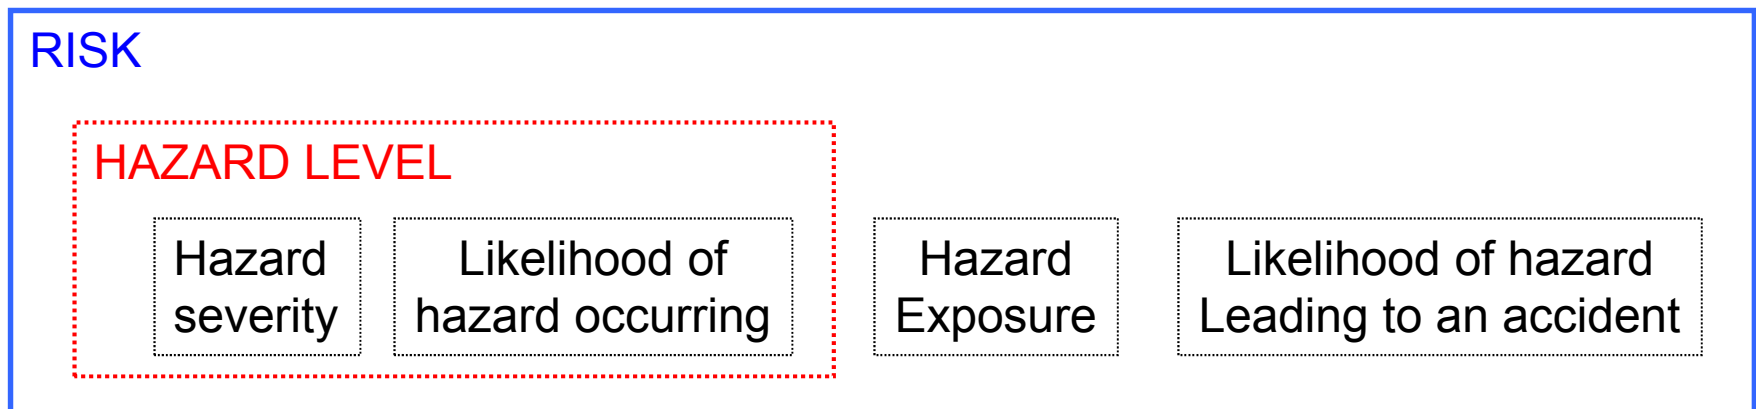 RISK
HAZARD LEVEL
Hazard
severity
Likelihood of
hazard occurring
Hazard
Exposure
Likelihood of hazard
Leading to an accident